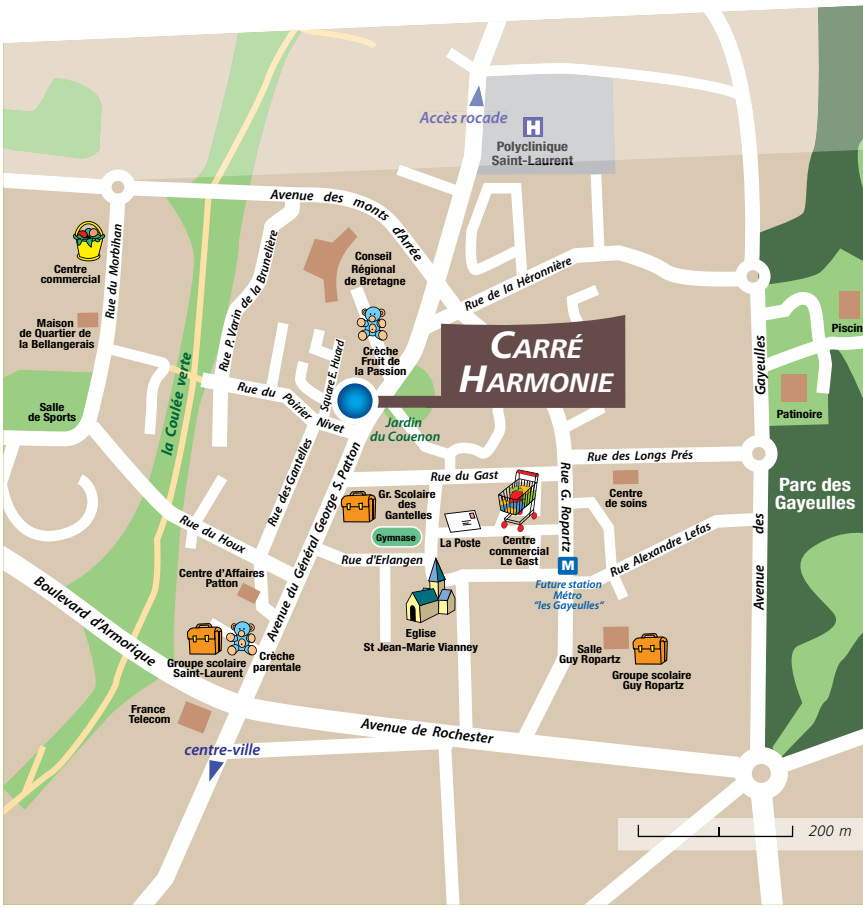 Accès rocade
H
Polyclinique
Saint-Laurent
Avenue des monts d'Arrée
Centre
commercial
Rue du Morbihan
Rue P. Varin de la Brunelière
Conseil
Régional
de Bretagne
Rue de la Héronnière
Maison
de Quartier de
la Bellangerais
Crèche
Fruit de
la Passion
Square E. Huard
CARRÉ
HARMONIE
Gayeulles
Piscin
Patinoire
Salle
de Sports
la Coulée verte
Rue du Poirier Nivet
Jardin
du Couenon
Rue des Gantelles
Avenue du Général George S. Patton
Rue du Gast
Rue des Longs Prés
Rue G. Ropartz
Centre
de soins
Parc des
Gayeulles
Gr. Scolaire
des
Gantelles
Gymnase
La Poste
Centre
commercial
Le Gast
Rue du Houx
Rue d'Erlangen
Rue Alexandre Lefas
M
Future station
Métro
"les Gayeulles"
Avenue des
Centre d'Affaires
Patton
Boulevard d'Armorique
Eglise
St Jean-Marie Vianney
Groupe scolaire
Saint-Laurent
Crèche
parentale
Salle
Guy Ropartz
Groupe scolaire
Guy Ropartz
France
Telecom
Avenue de Rochester
centre-ville
200 m